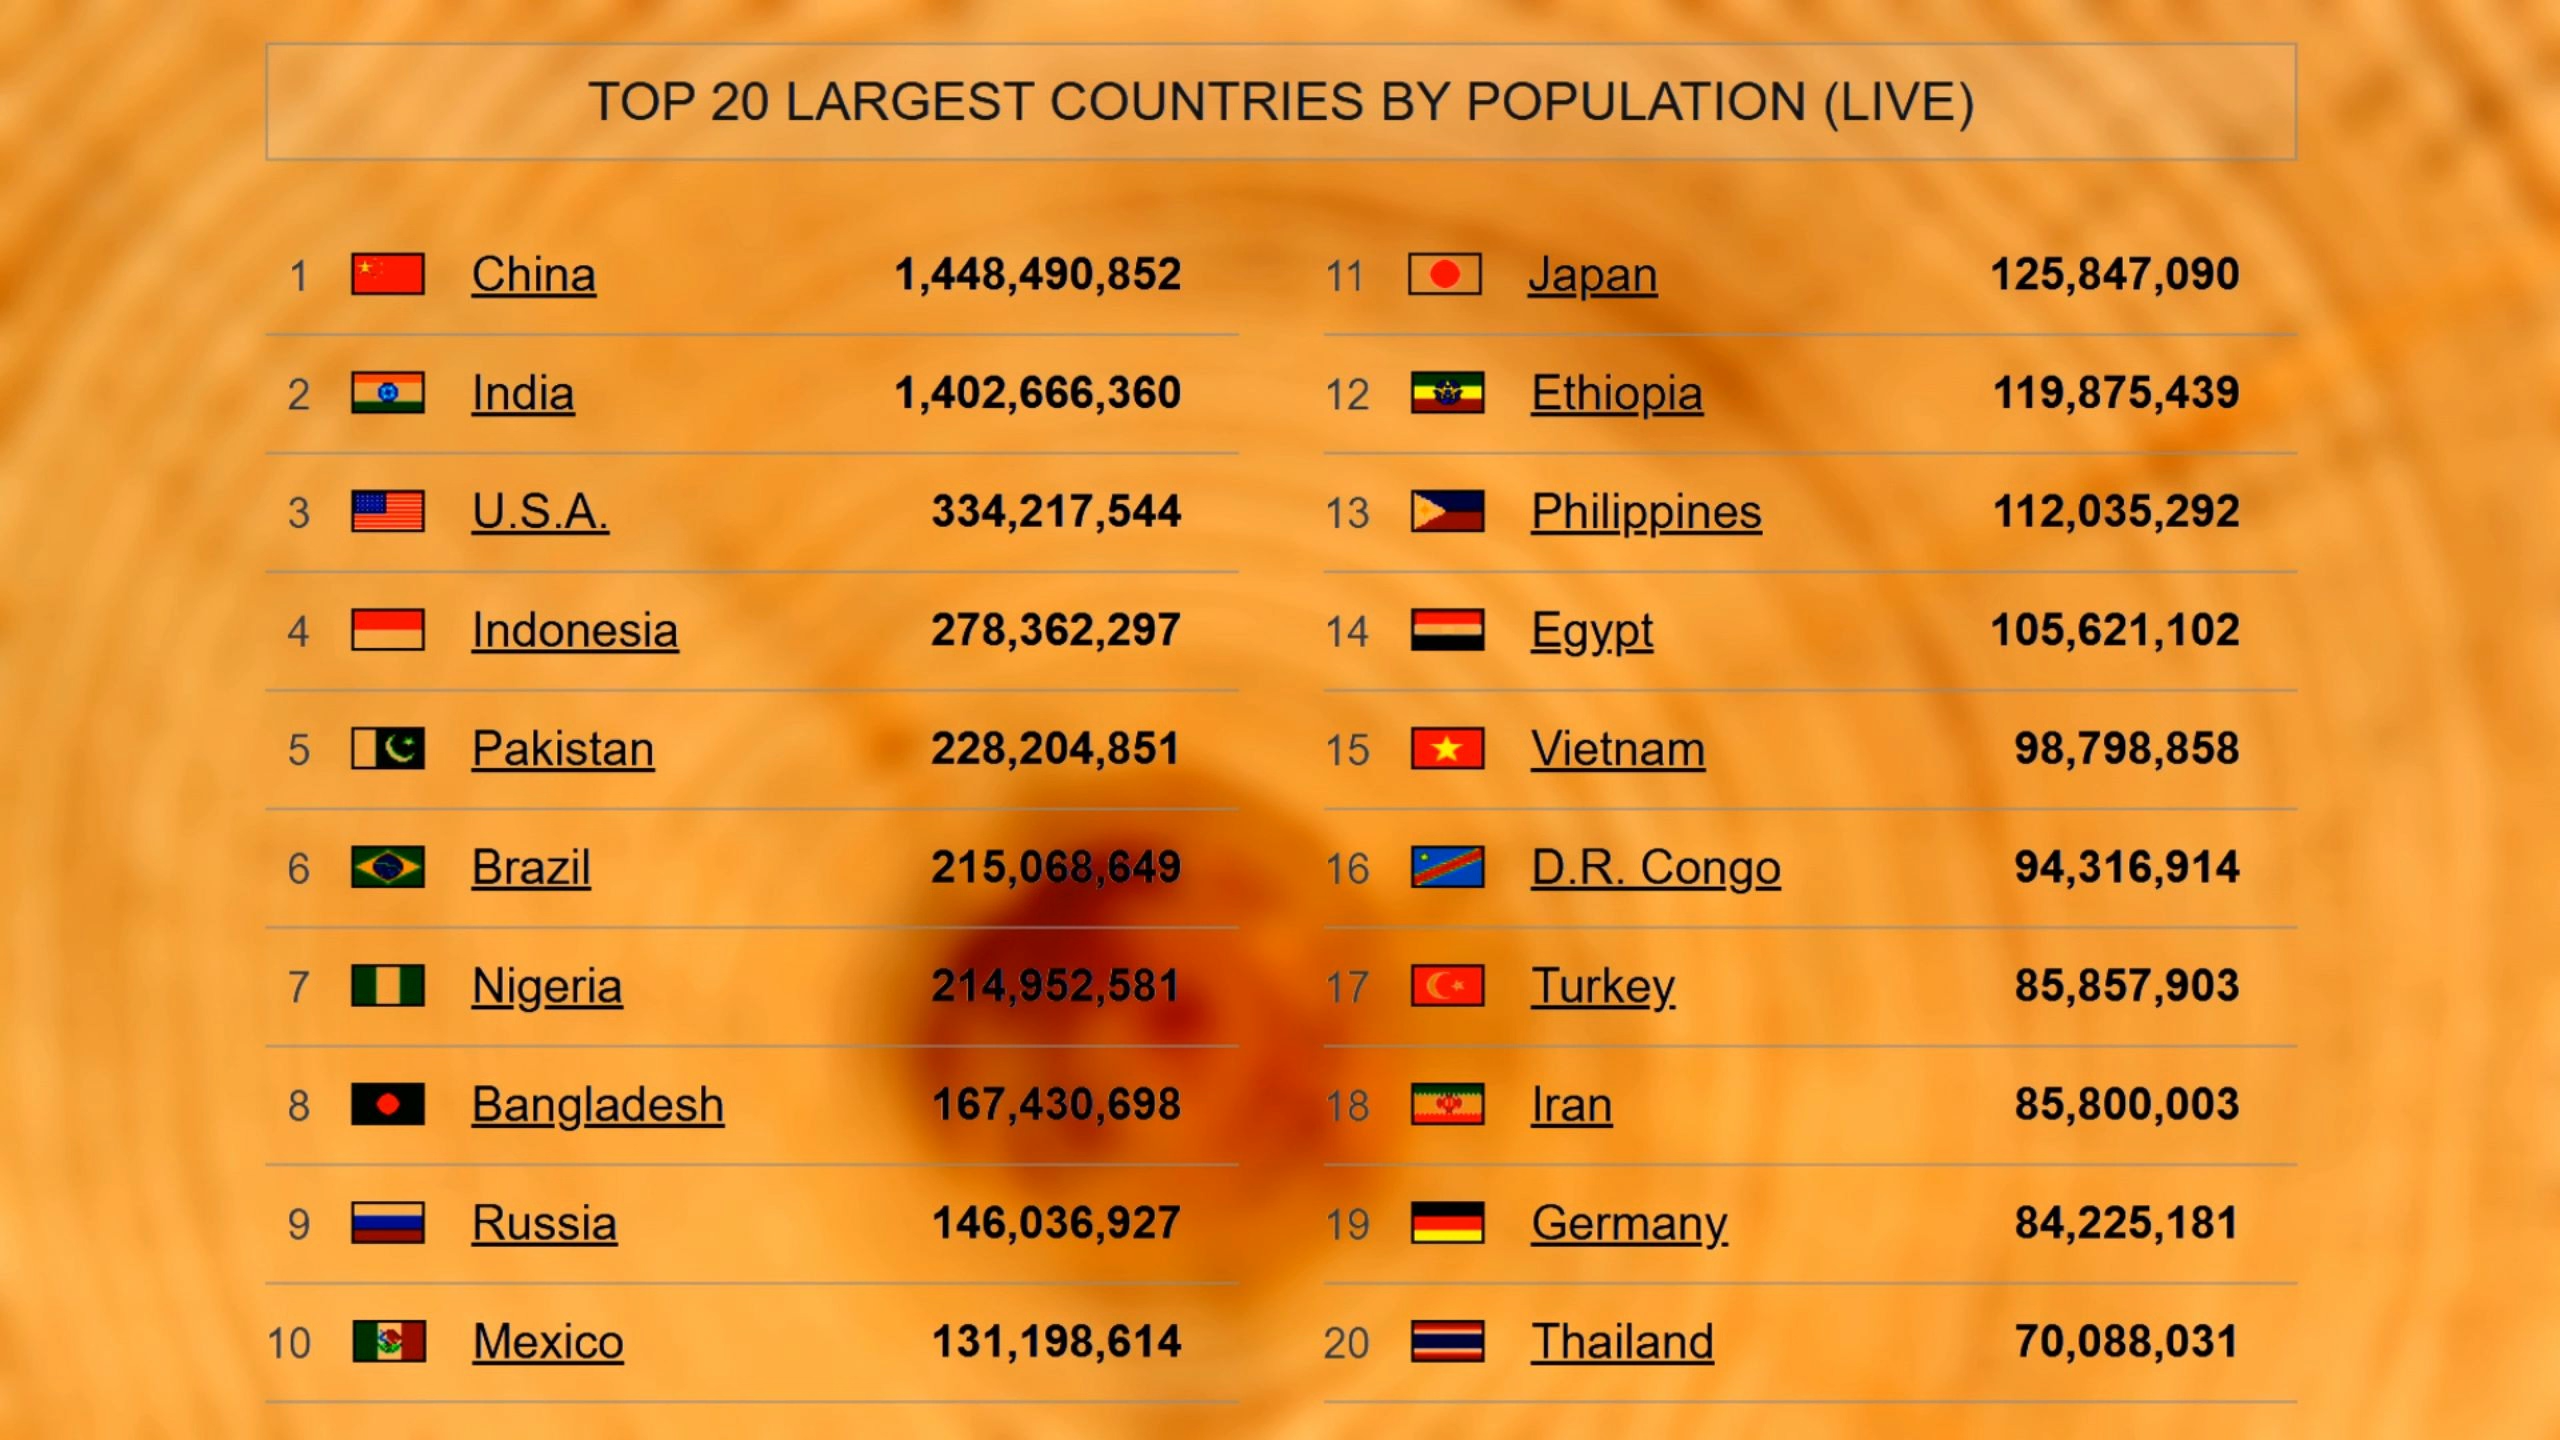 TOP 20 LARGEST COUNTRIES BY POPULATION (LIVE)
1 China 1,448,490,852
2 India 1,402,666,360
3 U.S.A. 334,217,544
4 Indonesia 278,362,297
5 Pakistan 228,204,851
6 Brazil 215,068,649
7 Nigeria 214,952,581
8 Bangladesh 167,430,698
9 Russia 146,036,927
10 Mexico 131,198,614
11 Japan 125,847,090
12 Ethiopia 119,875,439
13 Philippines 112,035,292
14 Egypt 105,621,102
15 Vietnam 98,798,858
16 D.R. Congo 94,316,914
17 Turkey 85,857,903
18 Iran 85,800,003
19 Germany 84,225,181
20 Thailand 70,088,031